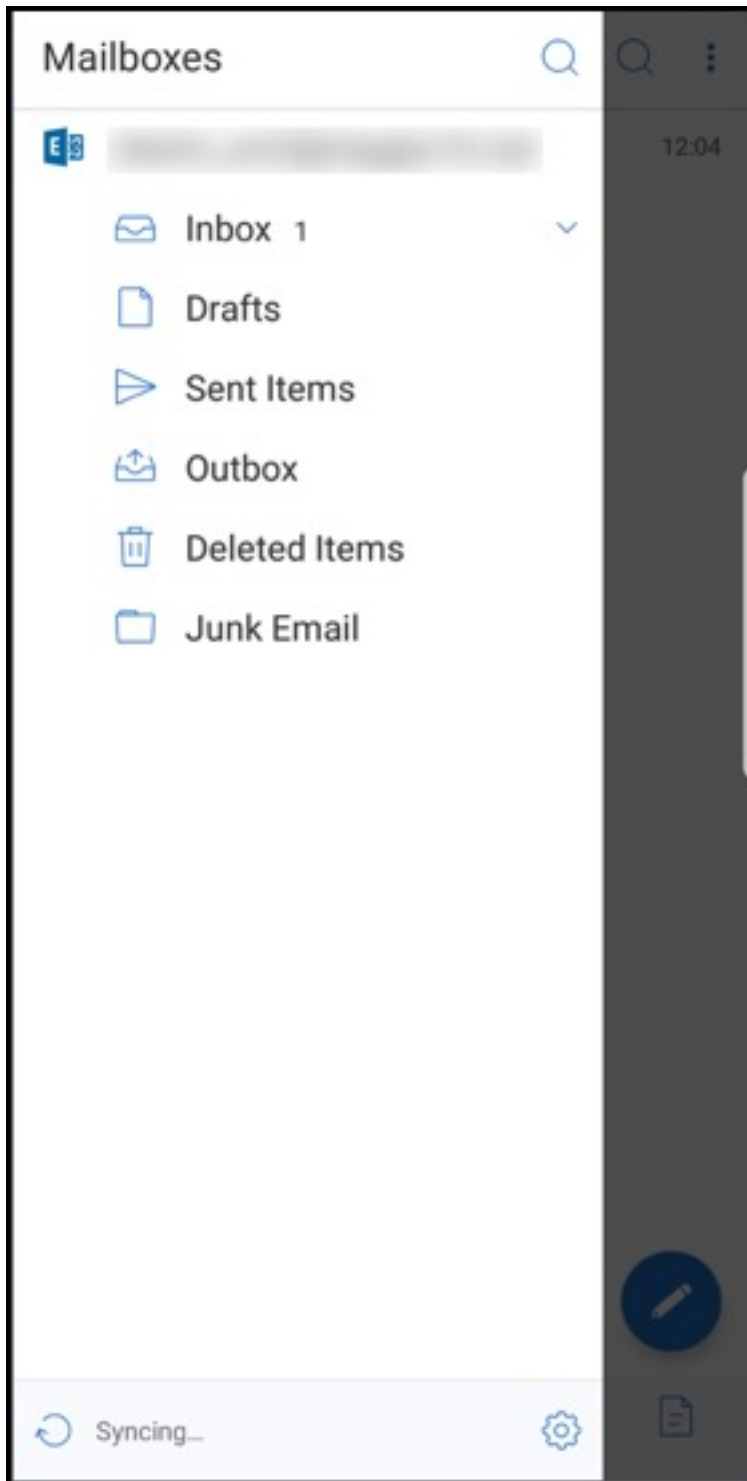 Mailboxes
12:04
Inbox 1
Drafts
Sent Items
Outbox
Deleted Items
Junk Email
Syncing...